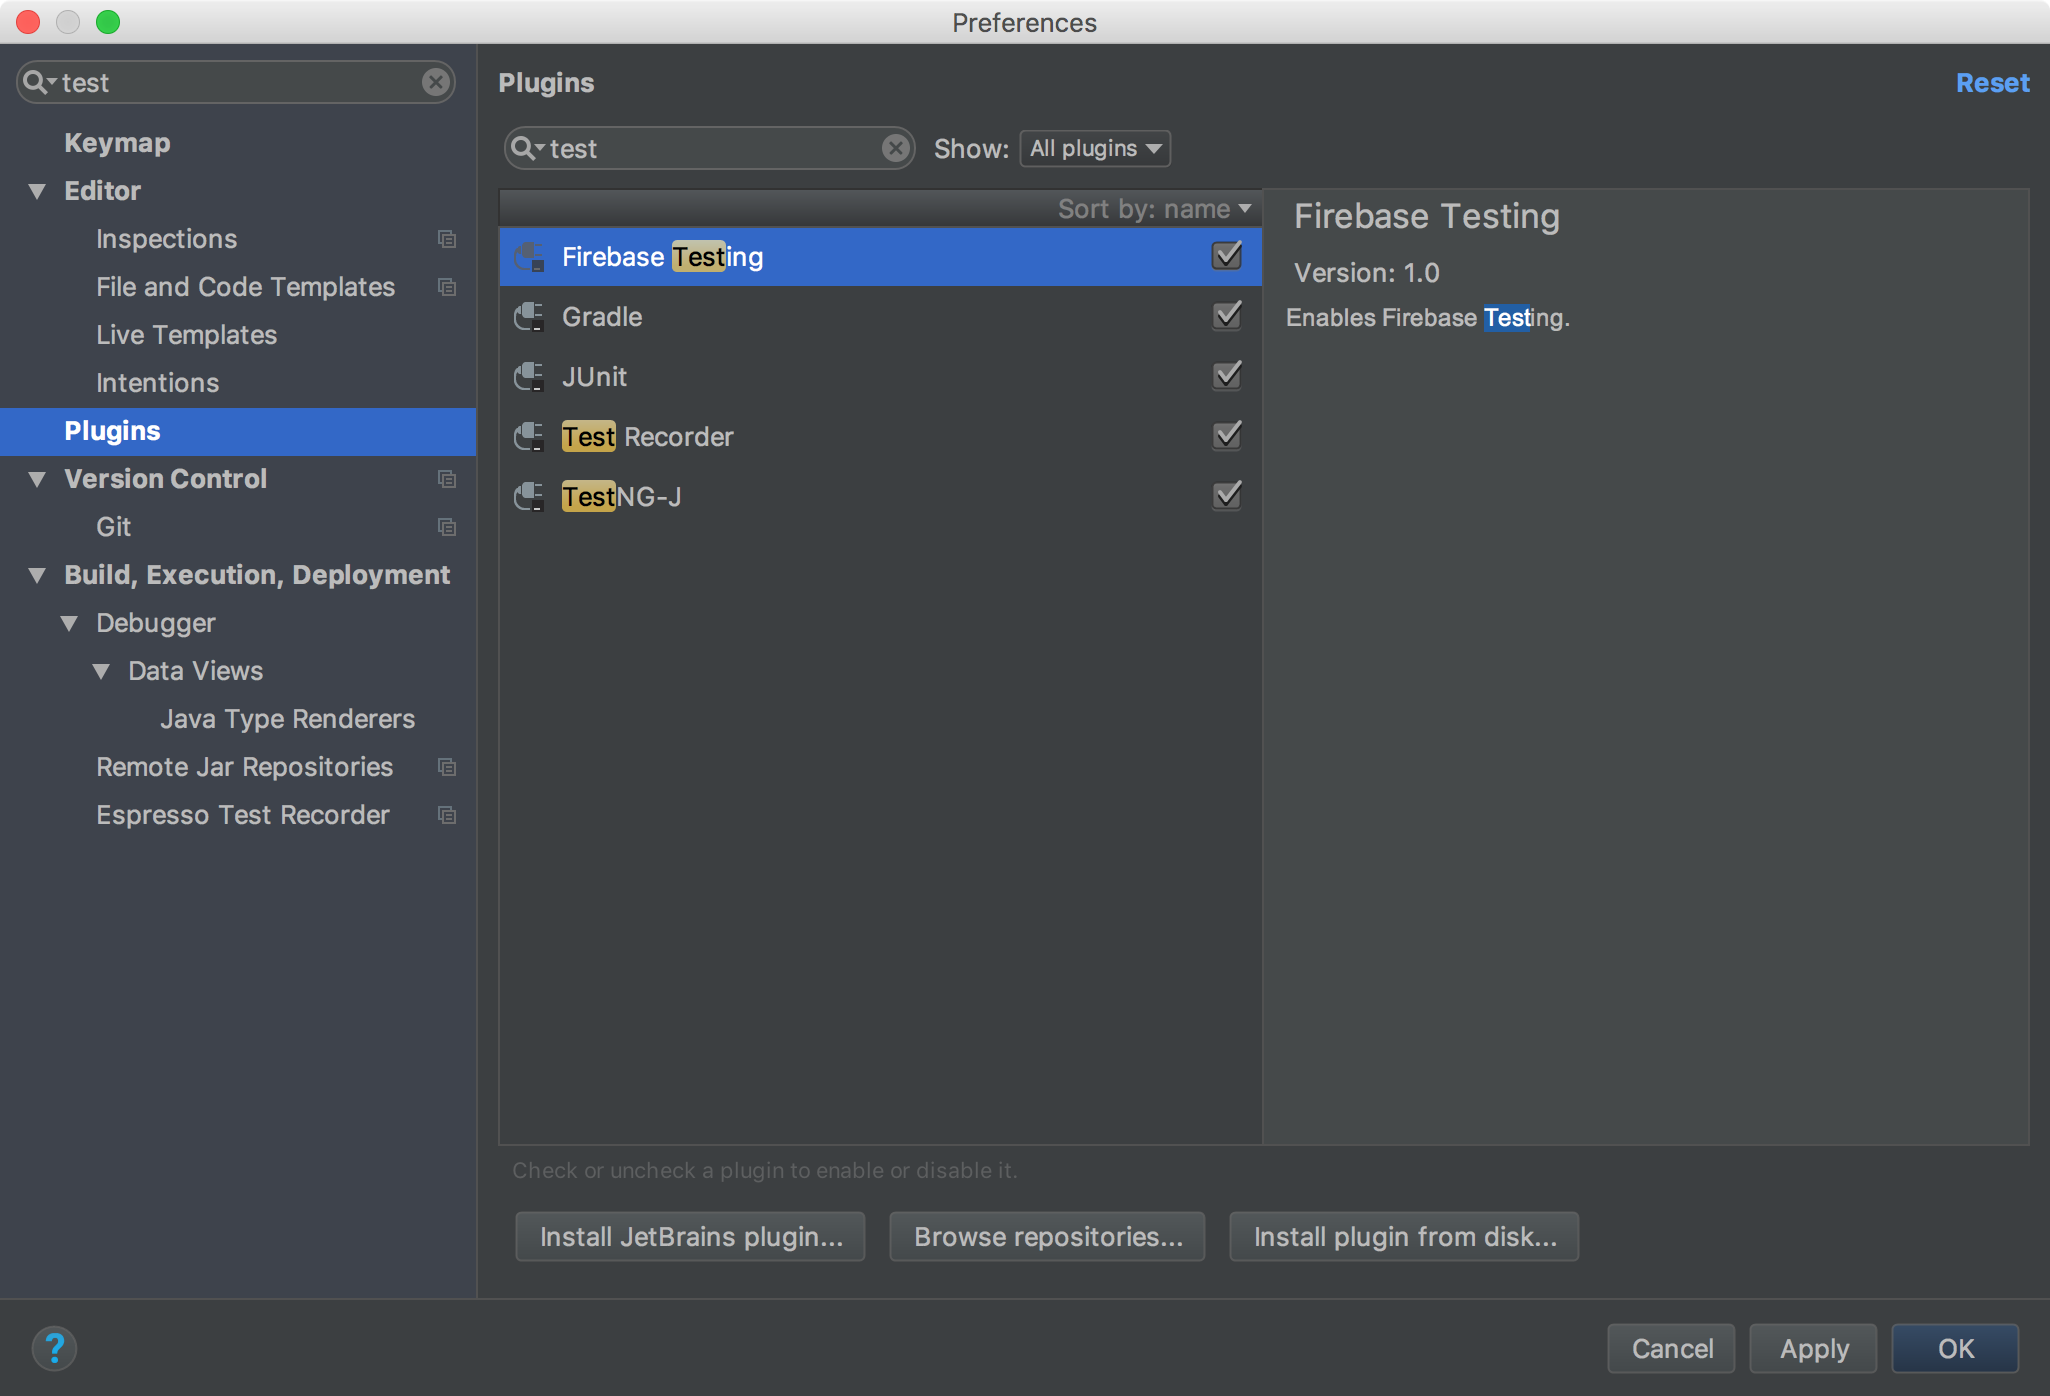 Preferences
test
Keymap
Editor
Inspections
File and Code Templates
Live Templates
Intentions
Plugins
Version Control
Git
Build, Execution, Deployment
Debugger
Data Views
Java Type Renderers
Remote Jar Repositories
Espresso Test Recorder
Plugins
Reset
test
Show: All plugins
Sort by: name
Firebase Testing
Gradle
JUnit
Test Recorder
TestNG-J
Firebase Testing
Version: 1.0
Enables Firebase Testing.
Check or uncheck a plugin to enable or disable it.
Install JetBrains plugin...
Browse repositories...
Install plugin from disk...
?
Cancel
Apply
OK